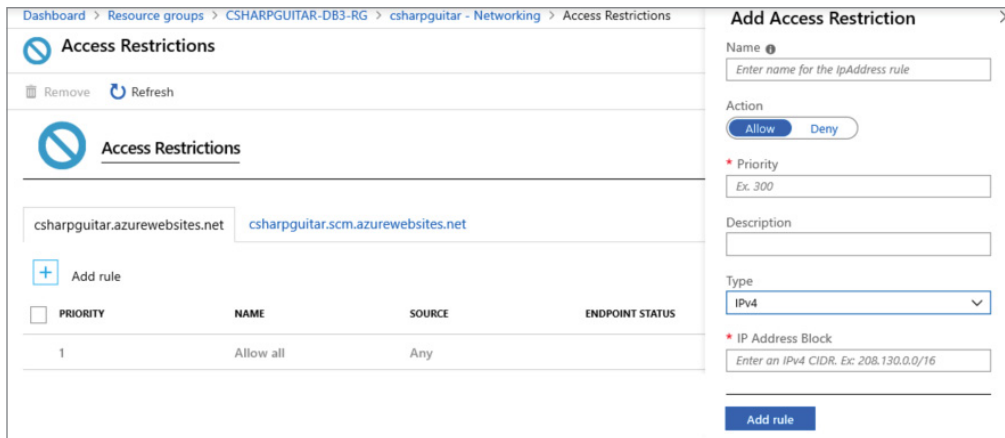 Dashboard > Resource groups > CSHARPGUITAR-DB3-RG > csharpguitar - Networking > Access Restrictions
Access Restrictions
Remove Refresh
Access Restrictions
csharpguitar.azurewebsites.net csharpguitar.scm.azurewebsites.net
+ Add rule
PRIORITY NAME SOURCE ENDPOINT STATUS
1 Allow all Any
Add Access Restriction
Name
Enter name for the IpAddress rule
Action
Allow Deny
* Priority
Ex. 300
Description
Type
IPv4
* IP Address Block
Enter an IPv4 CIDR. Ex: 208.130.0.0/16
Add rule